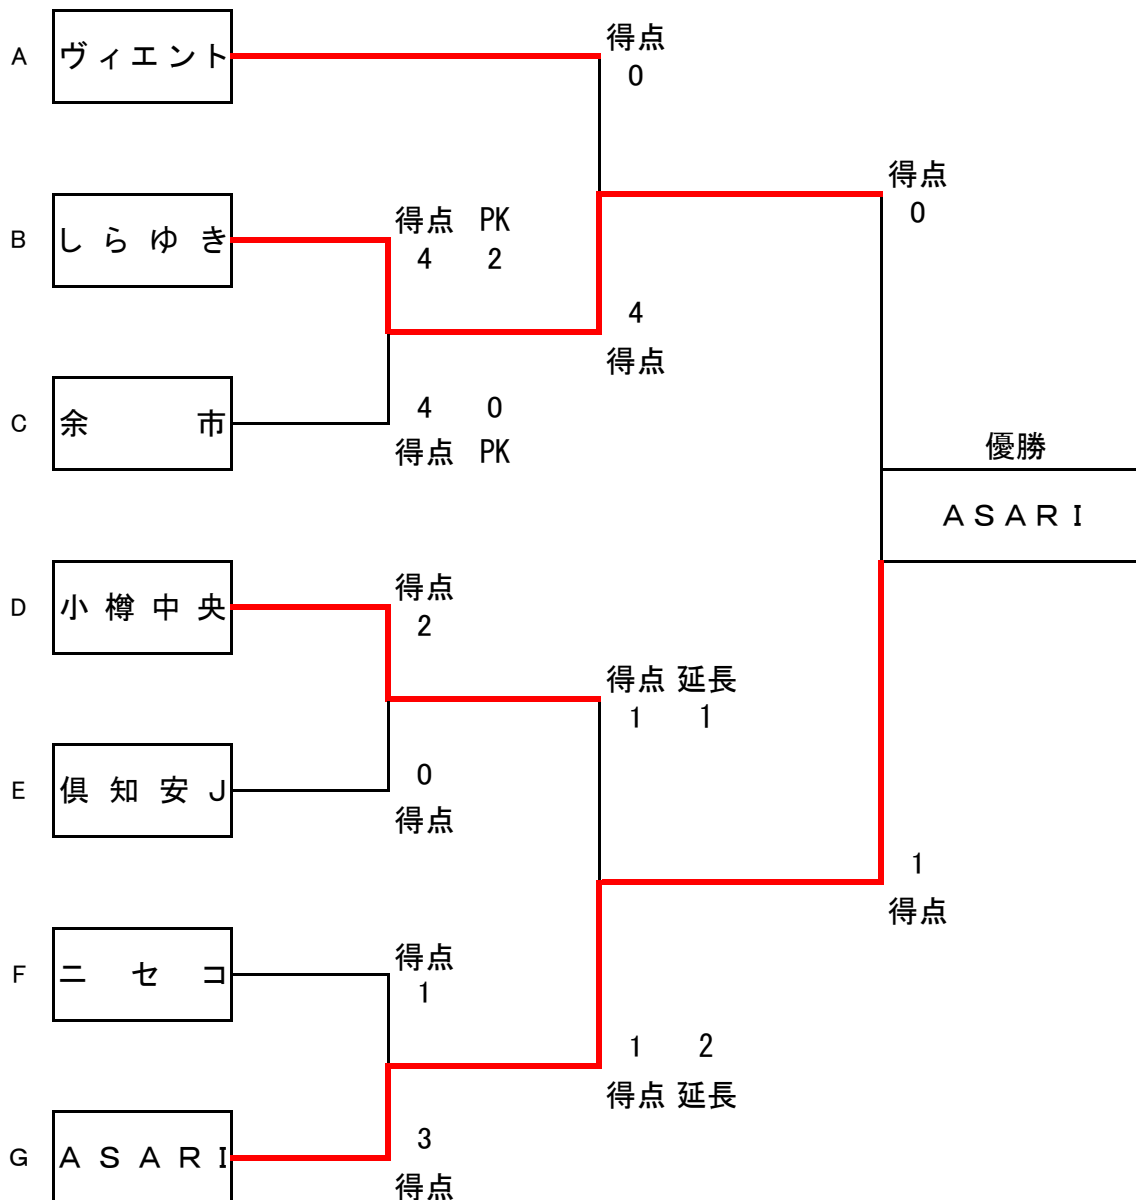 A ヴィエント 得点
0
得点
0
B しらゆき 得点 PK
4 2
4
得点
C 余市 4 0
得点 PK
優勝
ASARI
D 小樽中央 得点
2
得点 延長
1 1
E 倶知安J 0
得点
1
得点
F ニセコ 得点
1
1 2
得点 延長
G ASARI 3
得点